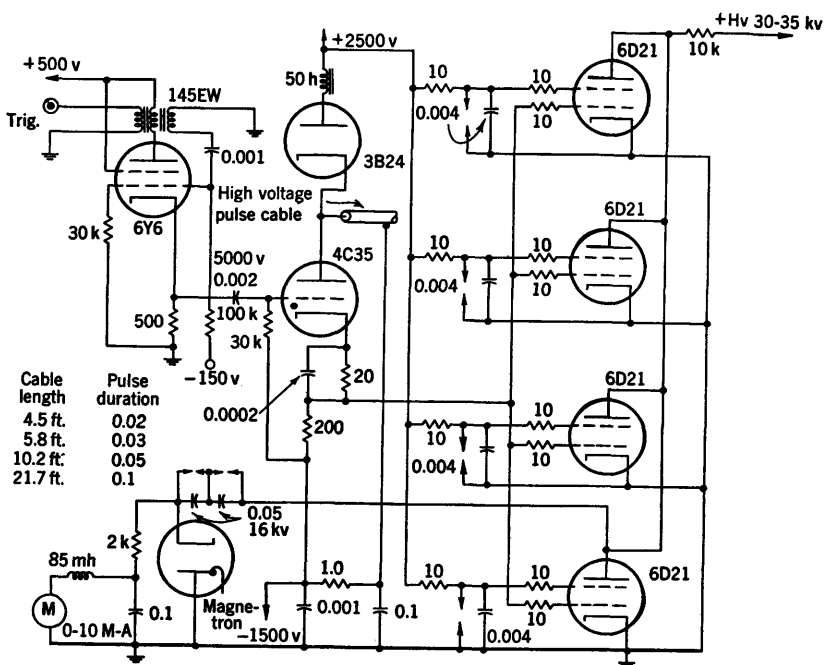 +500 v
145EW
Trig.
6Y6
30 k
500
0.001
High voltage
pulse cable
5000 v
0.002
100 k
30 k
−150 v
+2500 v
50 h
3B24
4C35
20
0.0002
200
Cable length
Pulse duration
4.5 ft. 0.02
5.8 ft. 0.03
10.2 ft. 0.05
21.7 ft. 0.1
0.05
16 kv
2 k
85 mh
M
0-10 M-A
0.1
Magne-
tron
−1500 v
1.0
0.001
0.1
+Hv 30-35 kv
10 k
6D21
10
0.004
10
10
6D21
10
0.004
10
10
6D21
10
0.004
10
10
6D21
10
0.004
10
10